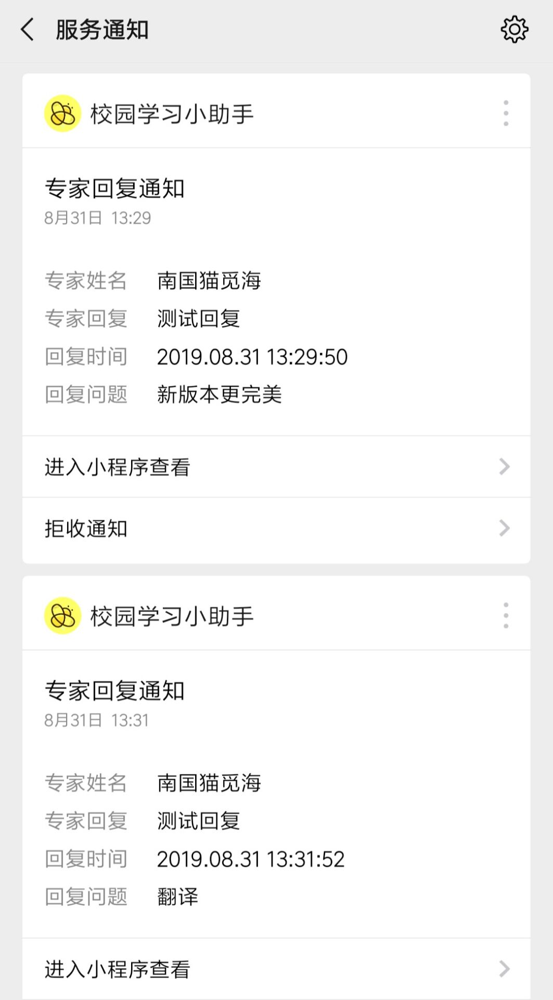 服务通知
校园学习小助手
专家回复通知
8月31日 13:29
专家姓名 南国猫觅海
专家回复 测试回复
回复时间 2019.08.31 13:29:50
回复问题 新版本更完美
进入小程序查看
拒收通知
校园学习小助手
专家回复通知
8月31日 13:31
专家姓名 南国猫觅海
专家回复 测试回复
回复时间 2019.08.31 13:31:52
回复问题 翻译
进入小程序查看